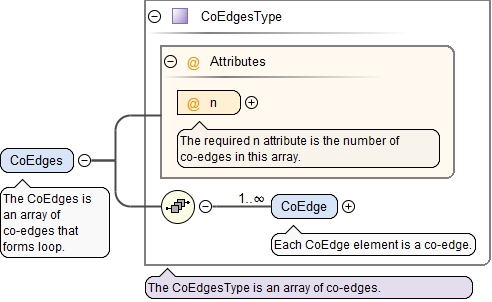 CoEdgesType
@ Attributes
@ n
The required n attribute is the number of
co-edges in this array.
CoEdges
The CoEdges is
an array of
co-edges that
forms loop.
1..∞
CoEdge
Each CoEdge element is a co-edge.
The CoEdgesType is an array of co-edges.